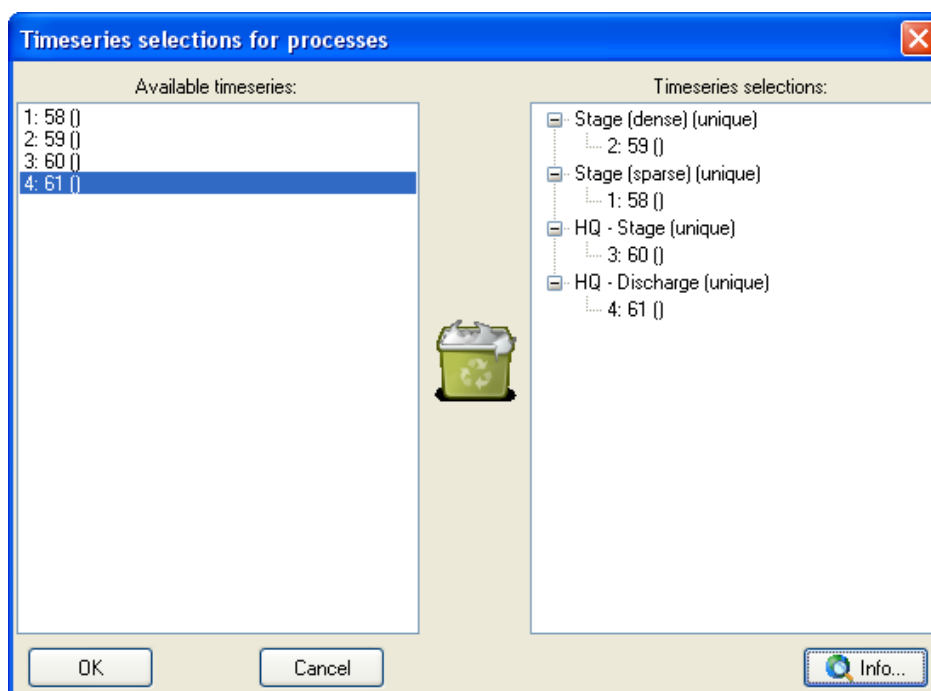 Timeseries selections for processes
Available timeseries:
1: 58 ()
2: 59 ()
3: 60 ()
4: 61 ()
Timeseries selections:
Stage (dense) (unique)
2: 59 ()
Stage (sparse) (unique)
1: 58 ()
HQ - Stage (unique)
3: 60 ()
HQ - Discharge (unique)
4: 61 ()
OK
Cancel
Info...